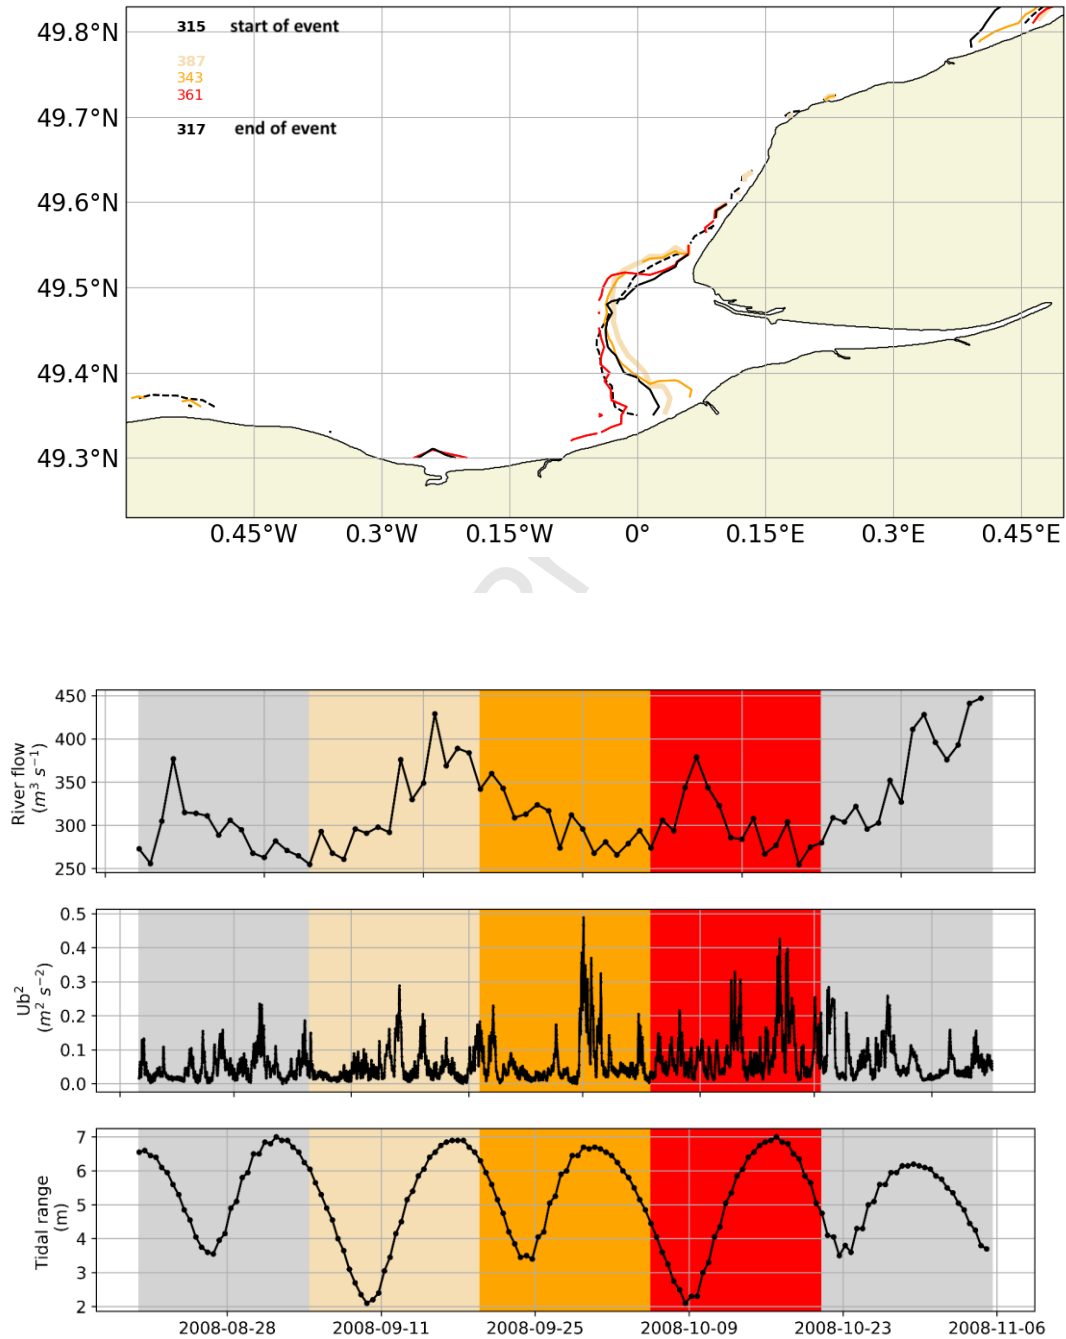 49.8°N
315 start of event
387
343
361
49.7°N
317 end of event
49.6°N
49.5°N
49.4°N
49.3°N
0.45°W 0.3°W 0.15°W 0° 0.15°E 0.3°E 0.45°E
450
400
350
300
250
River flow
(m³ s⁻¹)
0.5
0.4
0.3
0.2
0.1
0.0
Ub²
(m² s⁻²)
7
6
5
4
3
2
Tidal range
(m)
2008-08-28 2008-09-11 2008-09-25 2008-10-09 2008-10-23 2008-11-06